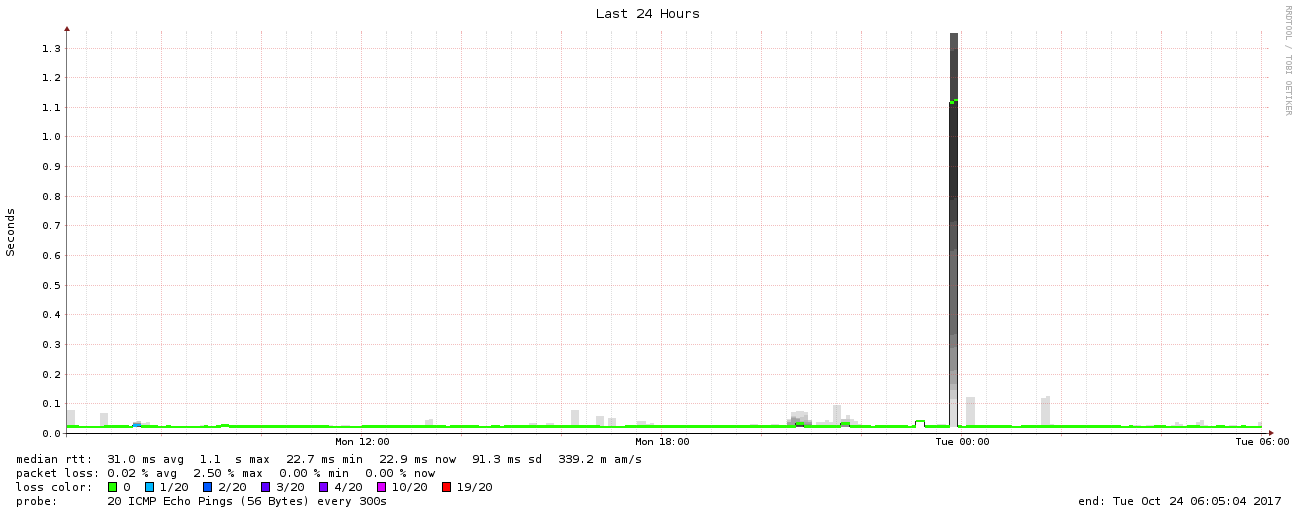 Last 24 Hours
RRDTOOL / TOBI OETIKER
Seconds
1.3
1.2
1.1
1.0
0.9
0.8
0.7
0.6
0.5
0.4
0.3
0.2
0.1
0.0
Mon 12:00 Mon 18:00 Tue 00:00 Tue 06:00
median rtt: 31.0 ms avg 1.1 s max 22.7 ms min 22.9 ms now 91.3 ms sd 339.2 m am/s
packet loss: 0.02 % avg 2.50 % max 0.00 % min 0.00 % now
loss color: 0 1/20 2/20 3/20 4/20 10/20 19/20
probe: 20 ICMP Echo Pings (56 Bytes) every 300s end: Tue Oct 24 06:05:04 2017